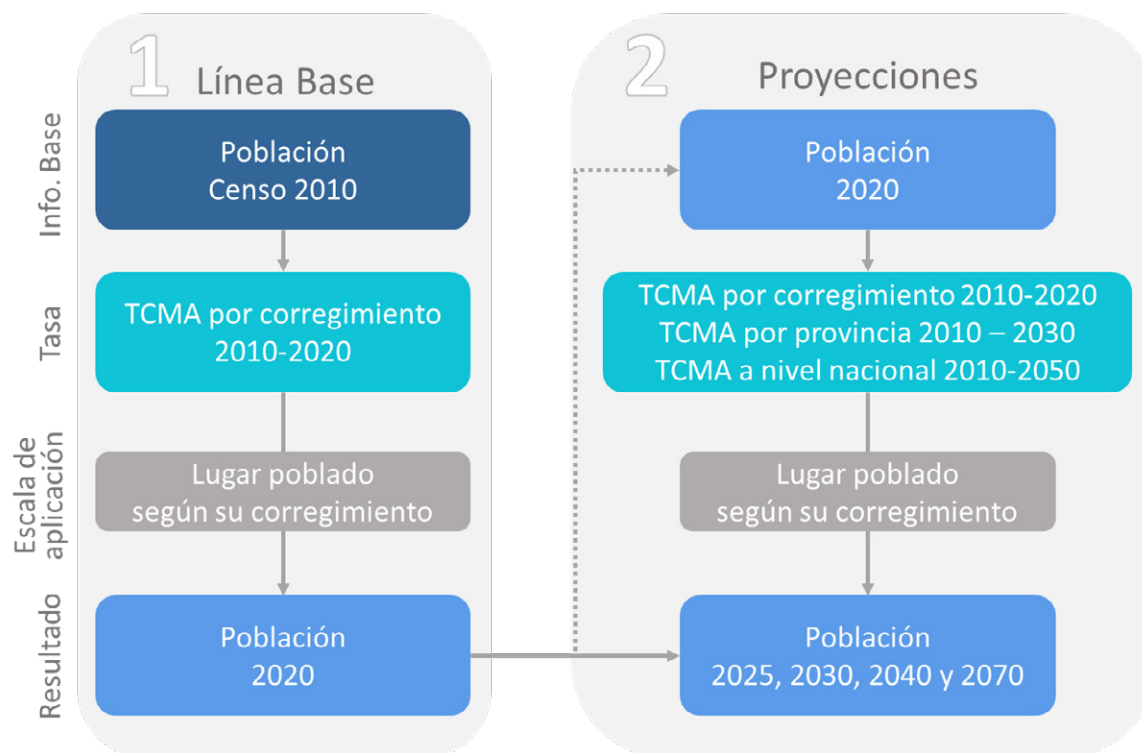 1
Línea Base
2
Proyecciones
Info. Base
Población
Censo 2010
Población
2020
Tasa
TCMA por corregimiento
2010-2020
TCMA por corregimiento 2010-2020
TCMA por provincia 2010 – 2030
TCMA a nivel nacional 2010-2050
Escala de
aplicación
Lugar poblado
según su corregimiento
Lugar poblado
según su corregimiento
Resultado
Población
2020
Población
2025, 2030, 2040 y 2070